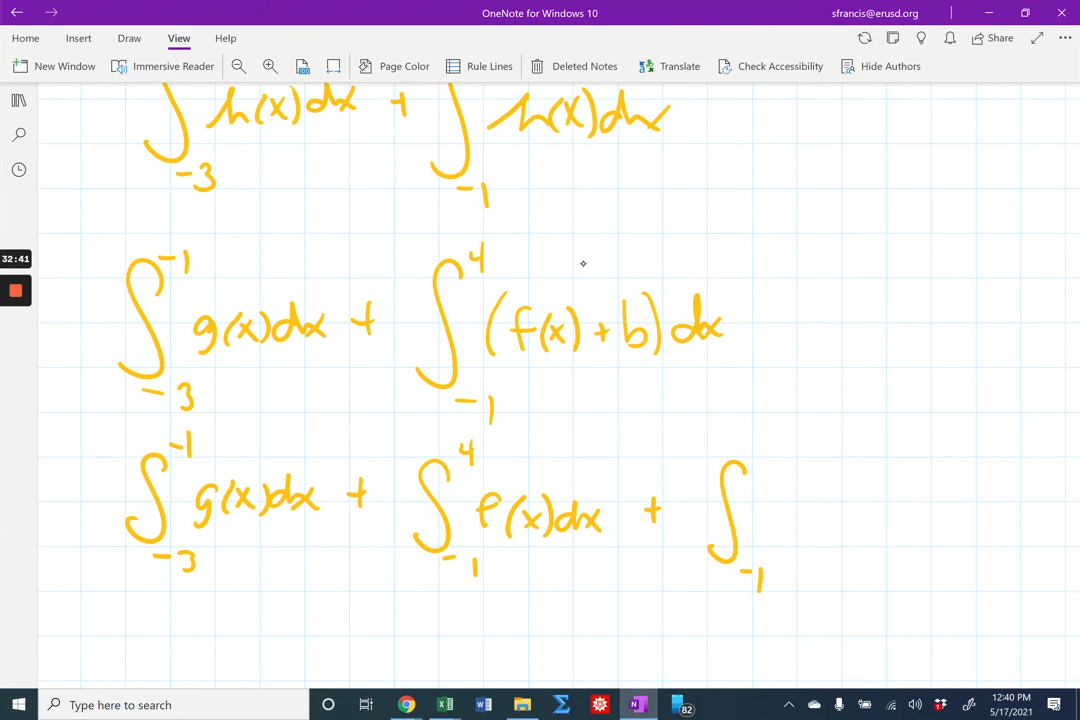 OneNote for Windows 10
sfrancis@erusd.org
Home Insert Draw View Help
Share
New Window Immersive Reader Page Color Rule Lines Deleted Notes Translate Check Accessibility Hide Authors
∫₋₃ h(x)dx + ∫₋₁ h(x)dx
32:41
∫₋₃⁻¹ g(x)dx + ∫₋₁⁴ (f(x) + b) dx
∫₋₃⁻¹ g(x)dx + ∫₋₁⁴ f(x)dx + ∫₋₁
Type here to search
82
12:40 PM
5/17/2021